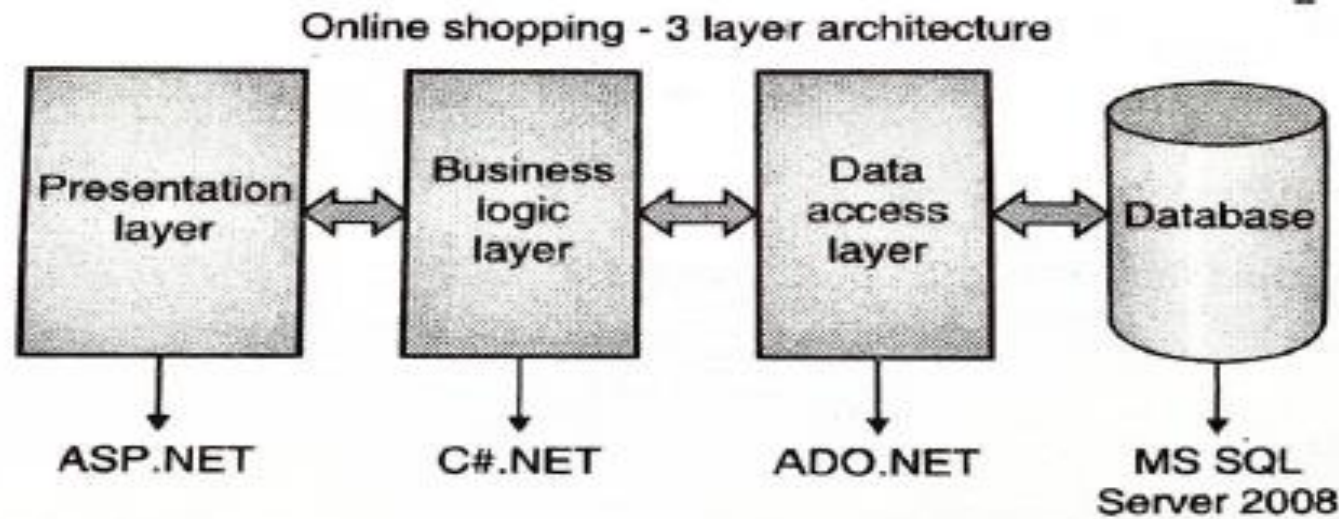 Online shopping - 3 layer architecture
Presentation
layer
Business
logic
layer
Data
access
layer
Database
ASP.NET
C#.NET
ADO.NET
MS SQL
Server 2008